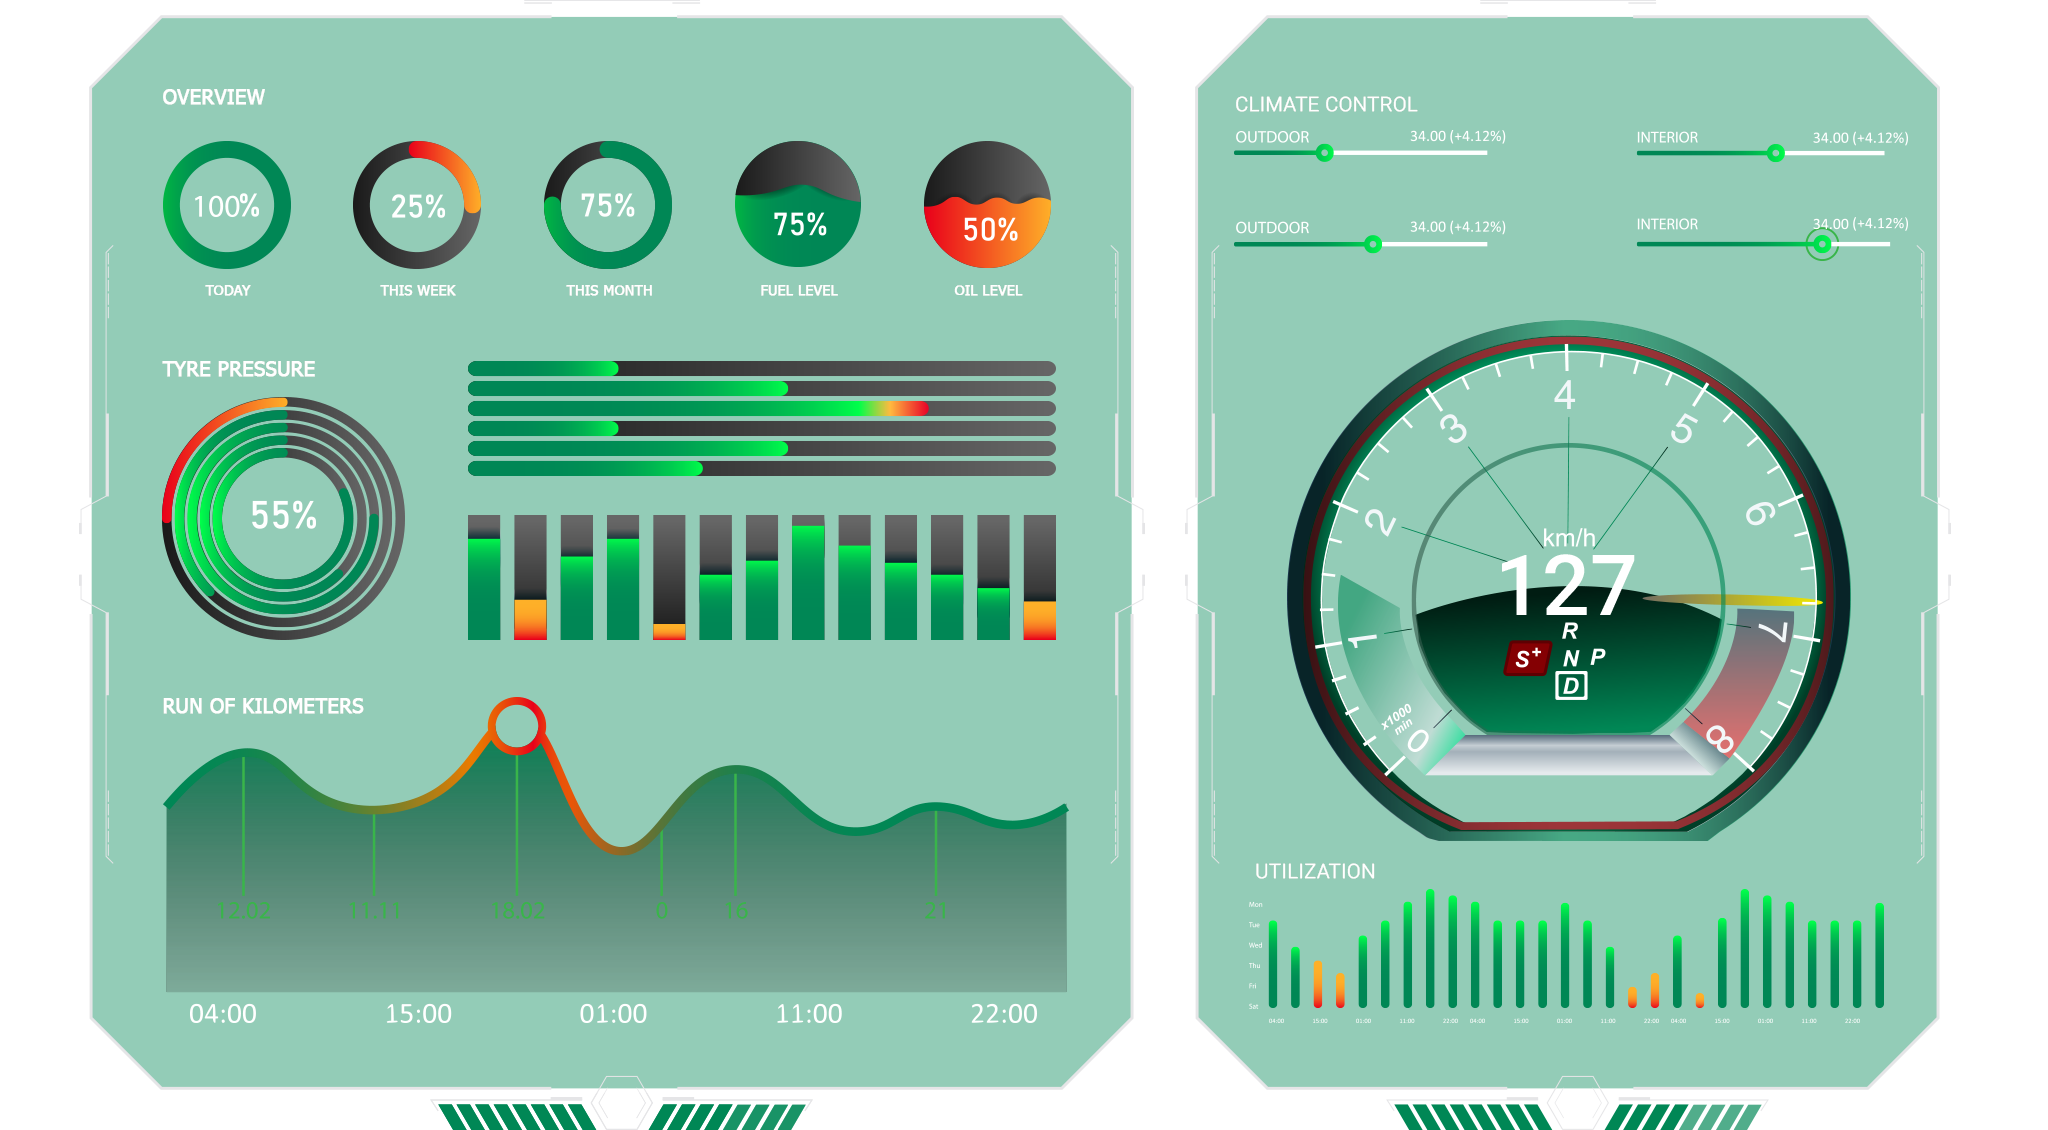 OVERVIEW
100%
25%
75%
75%
50%
TODAY
THIS WEEK
THIS MONTH
FUEL LEVEL
OIL LEVEL
TYRE PRESSURE
55%
RUN OF KILOMETERS
12.02
11.11
18.02
9
16
21
04:00
15:00
01:00
11:00
22:00
CLIMATE CONTROL
OUTDOOR
34.00 (+4.12%)
INTERIOR
34.00 (+4.12%)
OUTDOOR
34.00 (+4.12%)
INTERIOR
34.00 (+4.12%)
0
1
2
3
4
5
6
7
8
x1000
min
km/h
127
R
S+
N
P
D
UTILIZATION
Mon
Tue
Wed
Thu
Fri
Sat
04:00
15:00
01:00
11:00
22:00
04:00
15:00
01:00
11:00
22:00
04:00
15:00
01:00
11:00
22:00